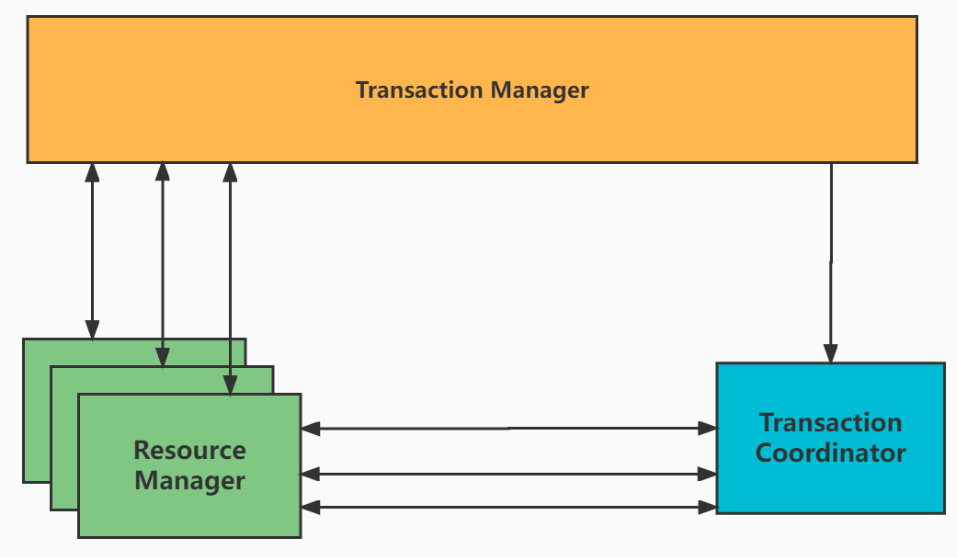 Transaction Manager
Resource
Manager
Transaction
Coordinator